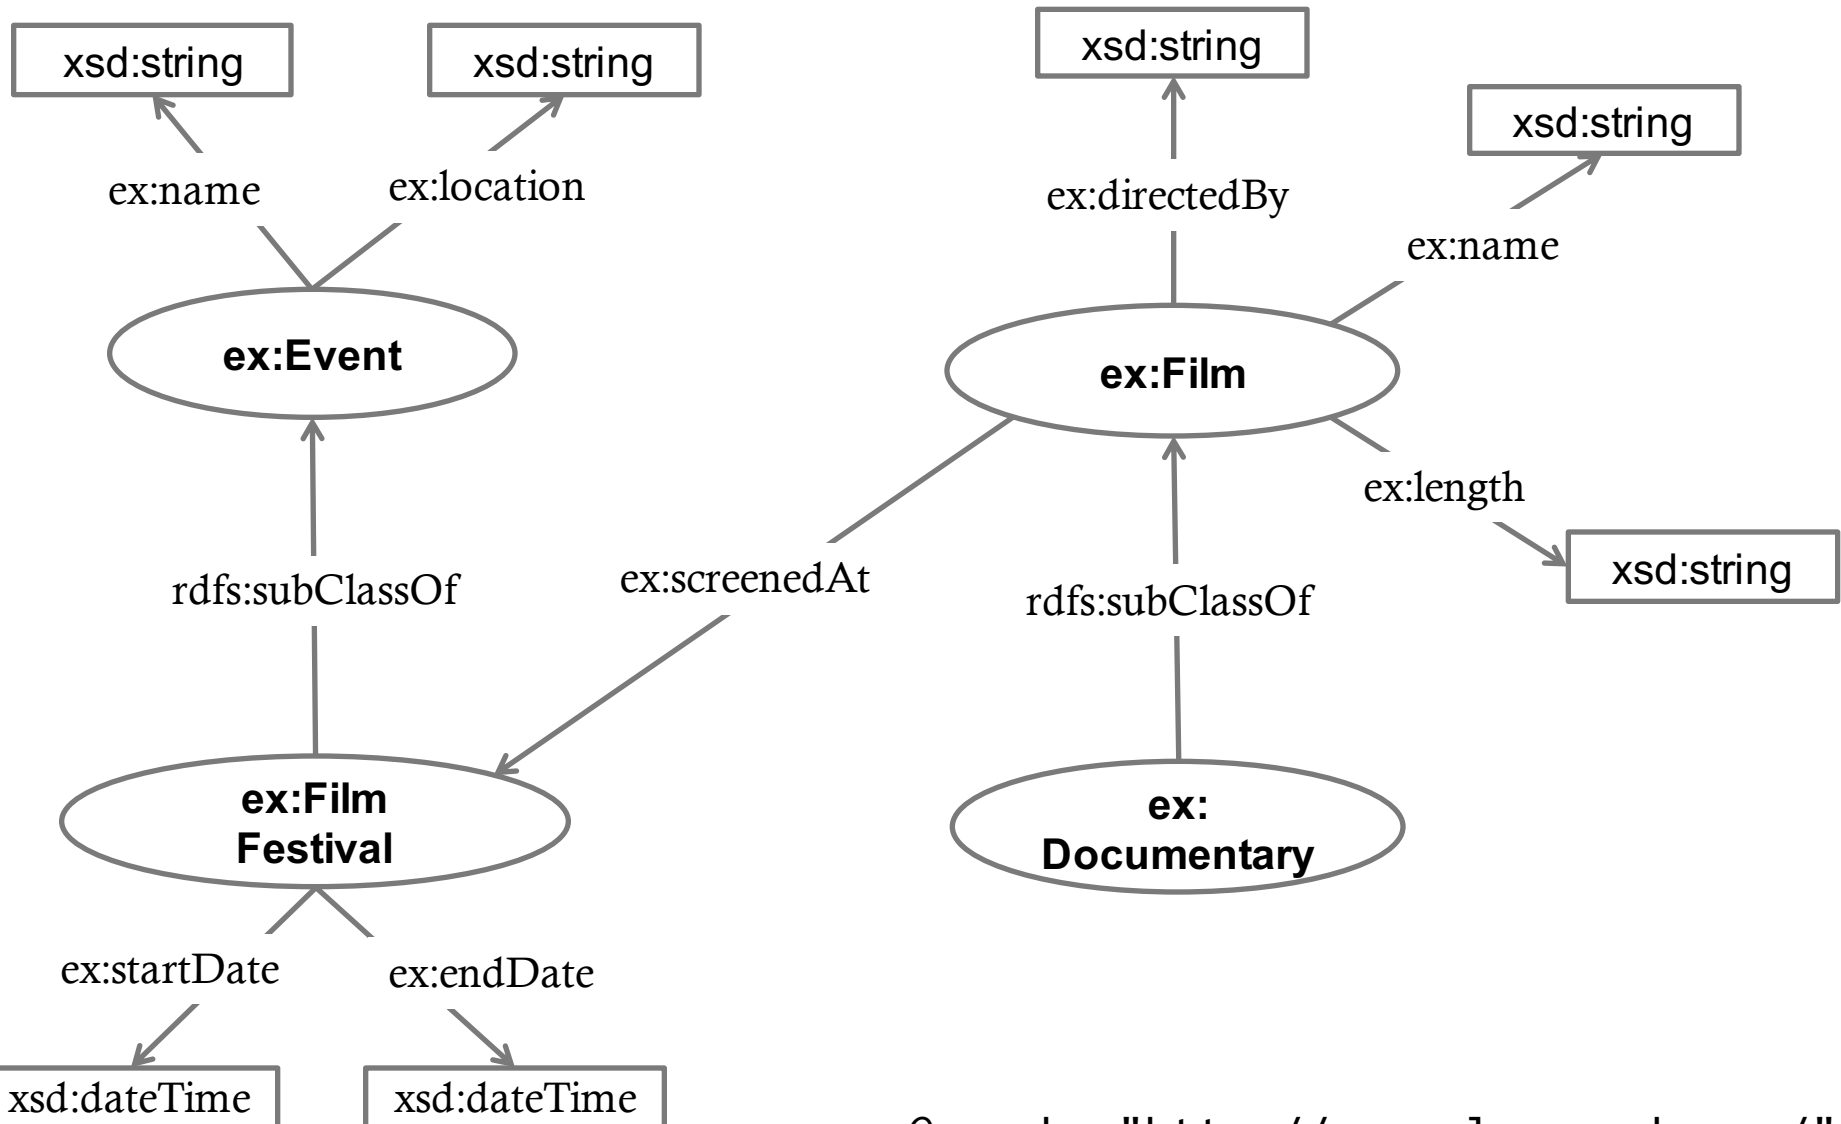 xsd:string
xsd:string
xsd:string
xsd:string
ex:name
ex:location
ex:directedBy
ex:name
ex:Event
ex:Film
ex:length
xsd:string
rdfs:subClassOf
ex:screenedAt
rdfs:subClassOf
ex:Film
Festival
ex:
Documentary
ex:startDate
ex:endDate
xsd:dateTime
xsd:dateTime